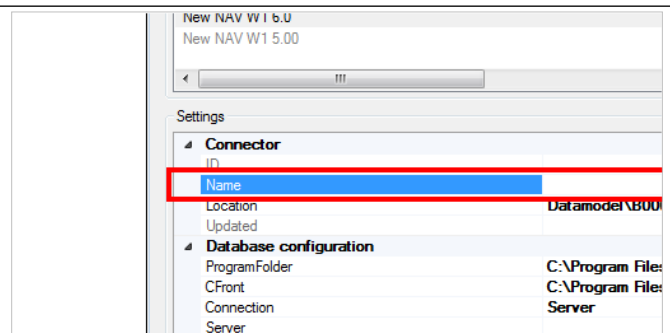 New NAV W1 6.0
New NAV W1 5.00
Settings
Connector
ID
Name
Location Datamodel\B000
Updated
Database configuration
ProgramFolder C:\Program Files
CFront C:\Program Files
Connection Server
Server